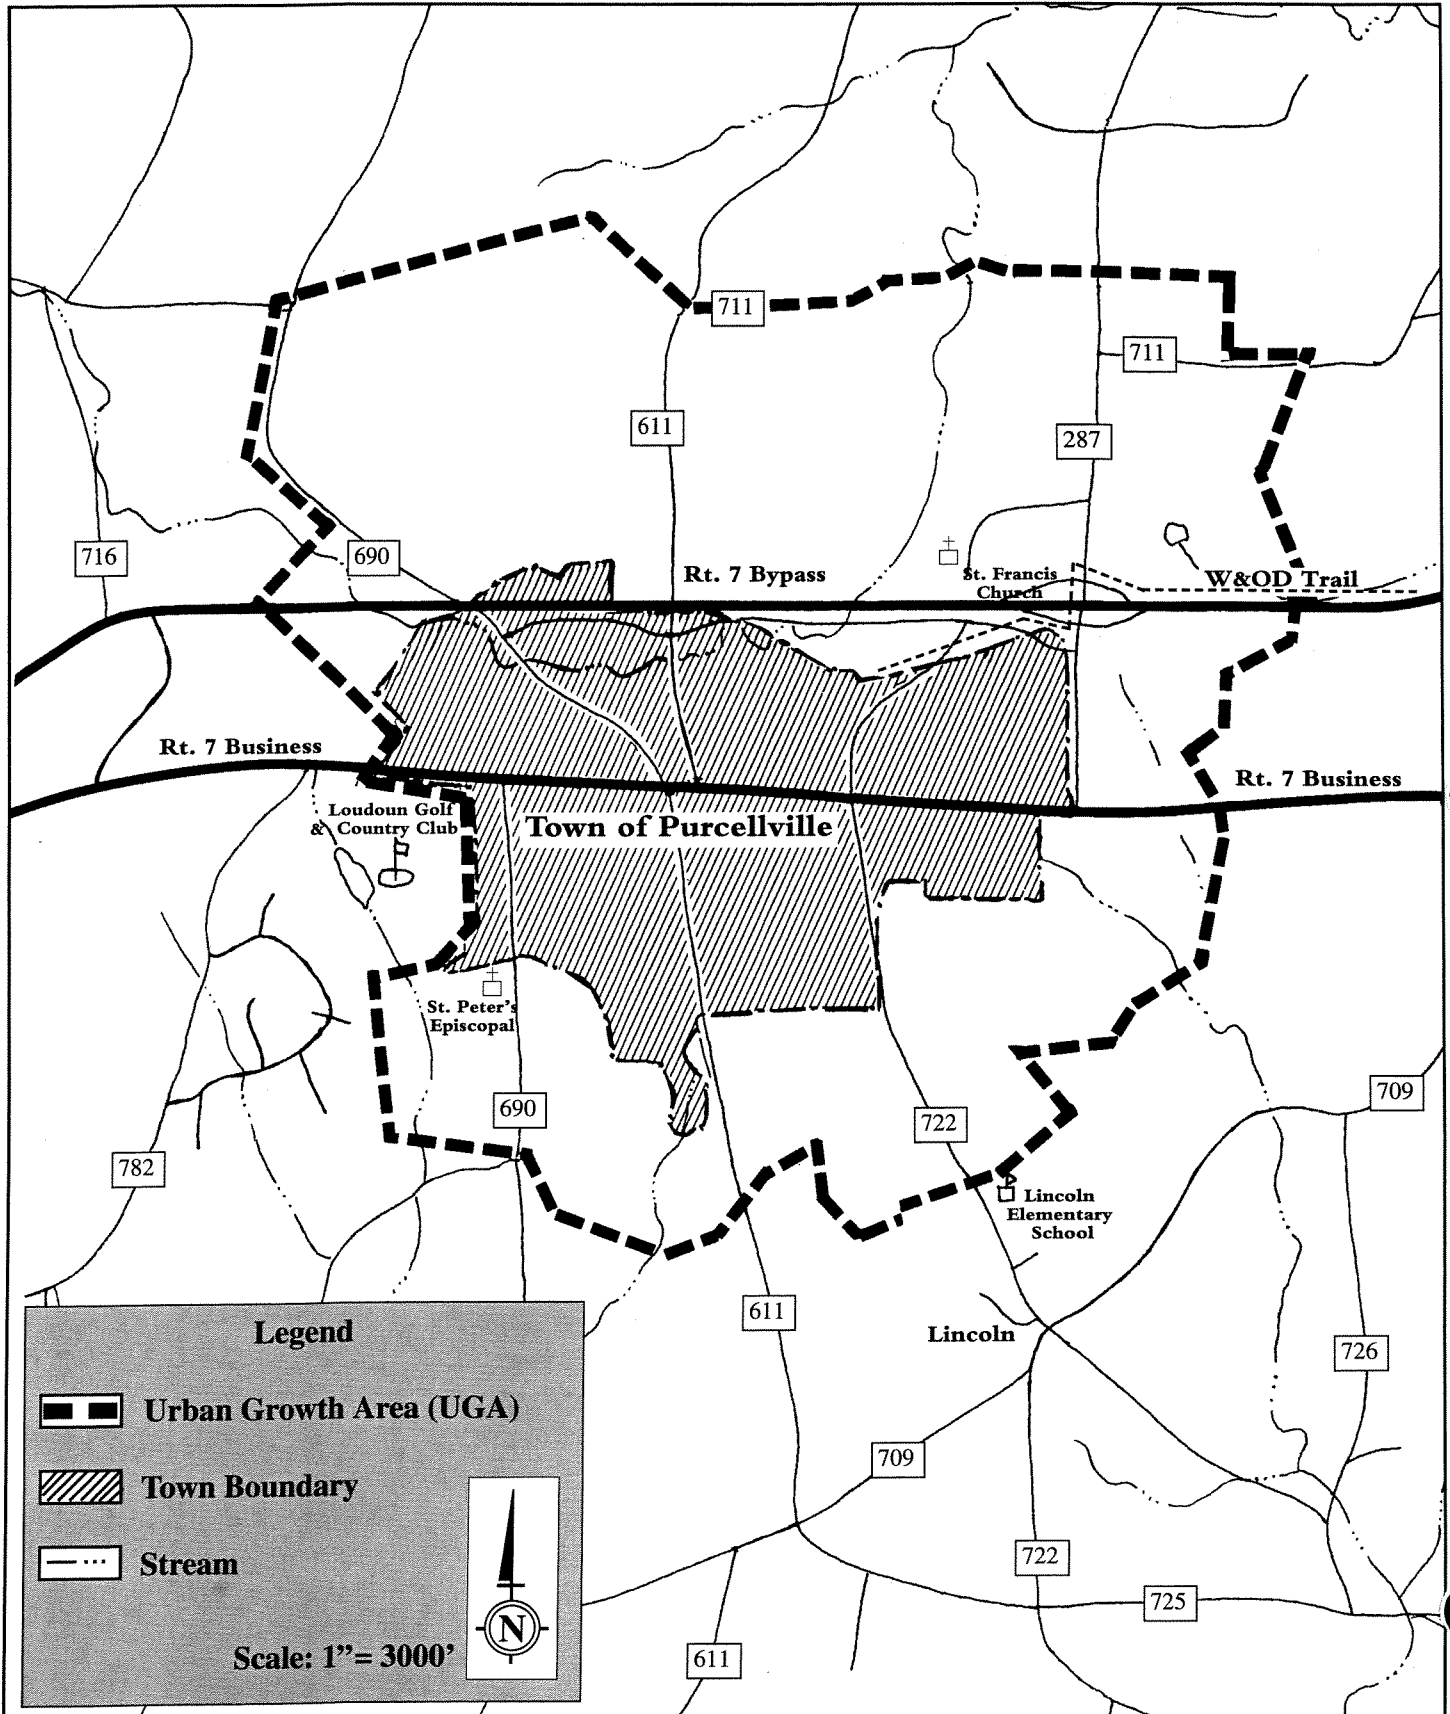 711
711
611
287
716
690
Rt. 7 Bypass
St. Francis
Church
W&OD Trail
Rt. 7 Business
Rt. 7 Business
Loudoun Golf
& Country Club
Town of Purcellville
St. Peter's
Episcopal
690
722
709
782
Lincoln
Elementary
School
611
Lincoln
726
709
722
725
611
Legend
Urban Growth Area (UGA)
Town Boundary
Stream
N
Scale: 1”= 3000’